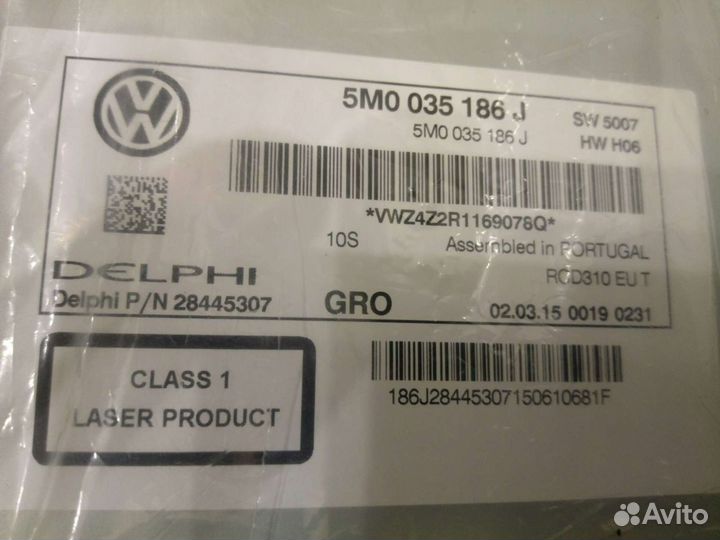 5M0 035 186 J
SW 5007
5M0 035 186 J
HW H06
*VWZ4Z2R1169078Q*
10S
Assembled in PORTUGAL
DELPHI
RCD310 EU T
Delphi P/N 28445307
GRO
02.03.15 0019 0231
CLASS 1
LASER PRODUCT
186J28445307150610681F
Avito